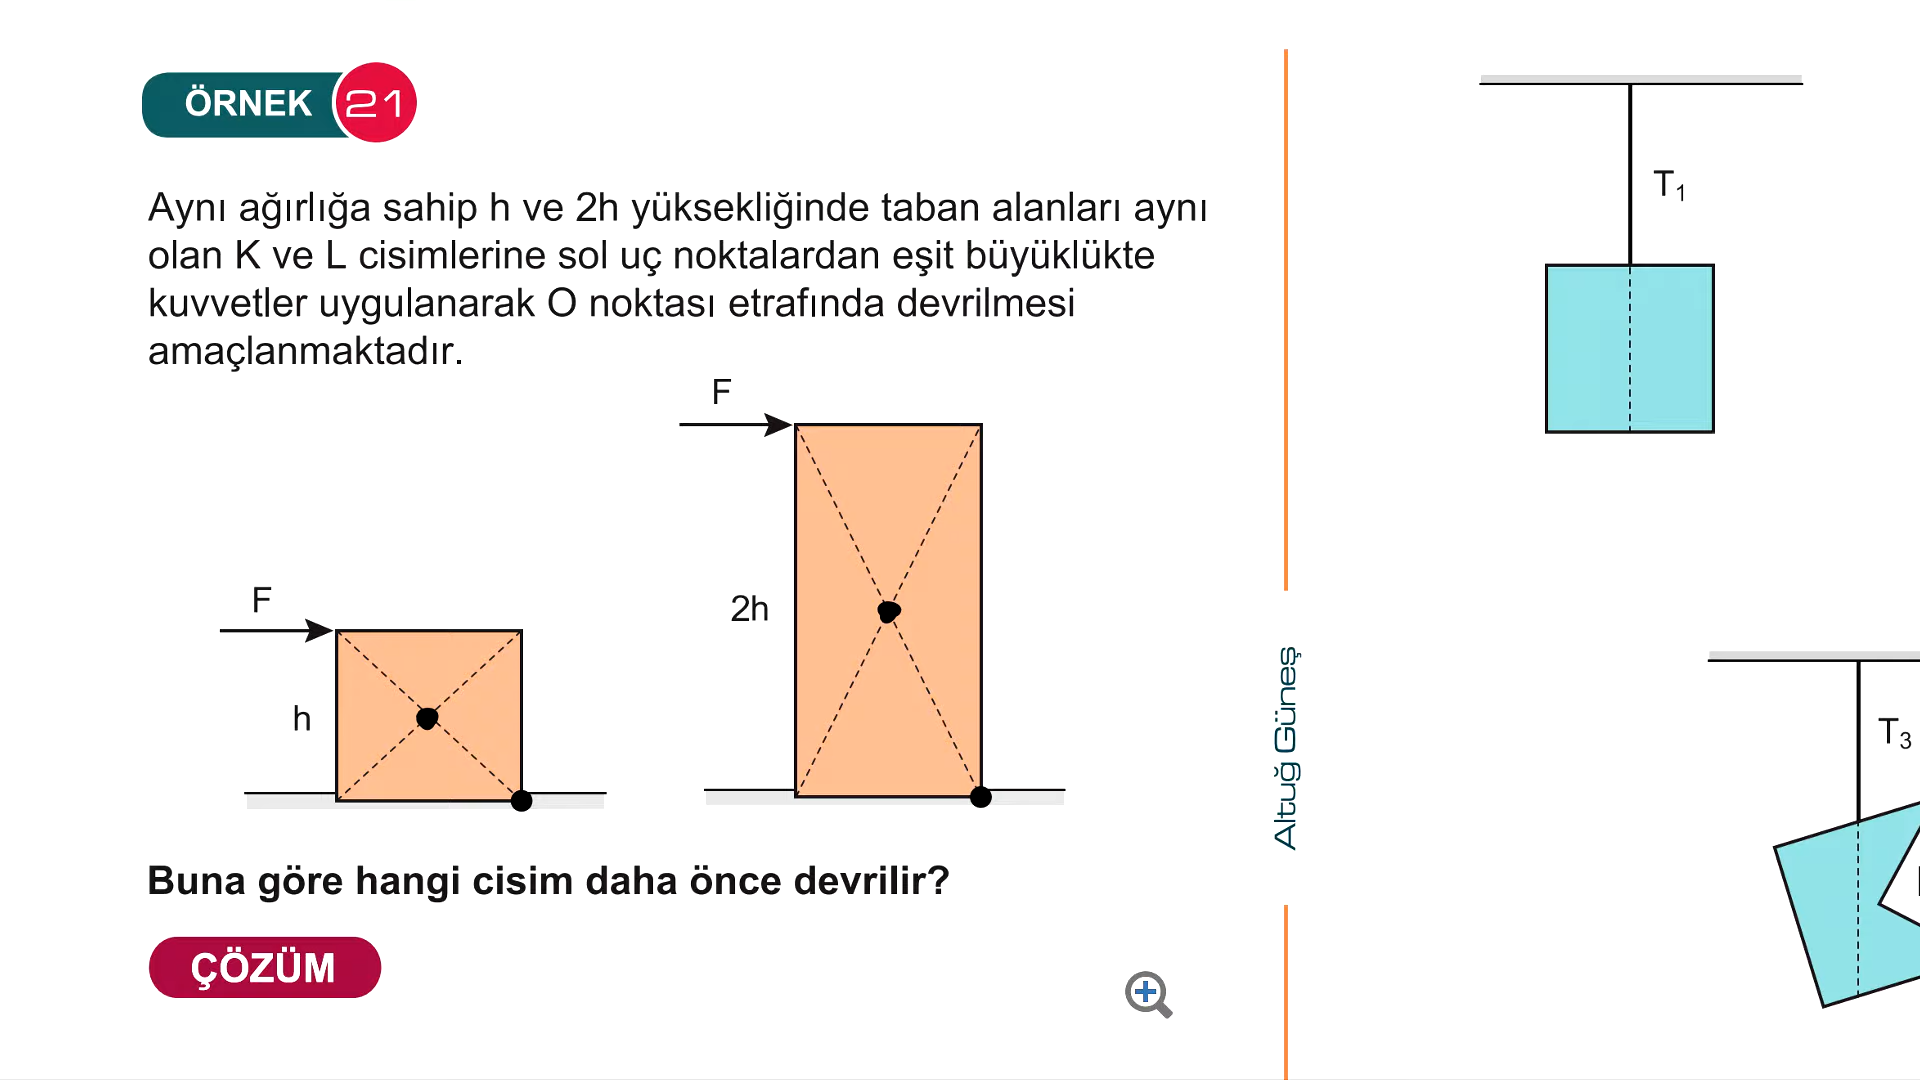 ÖRNEK 21
Aynı ağırlığa sahip h ve 2h yüksekliğinde taban alanları aynı
olan K ve L cisimlerine sol uç noktalardan eşit büyüklükte
kuvvetler uygulanarak O noktası etrafında devrilmesi
amaçlanmaktadır.
F
2h
F
h
Buna göre hangi cisim daha önce devrilir?
ÇÖZÜM
Altuğ Güneş
T₁
T₃